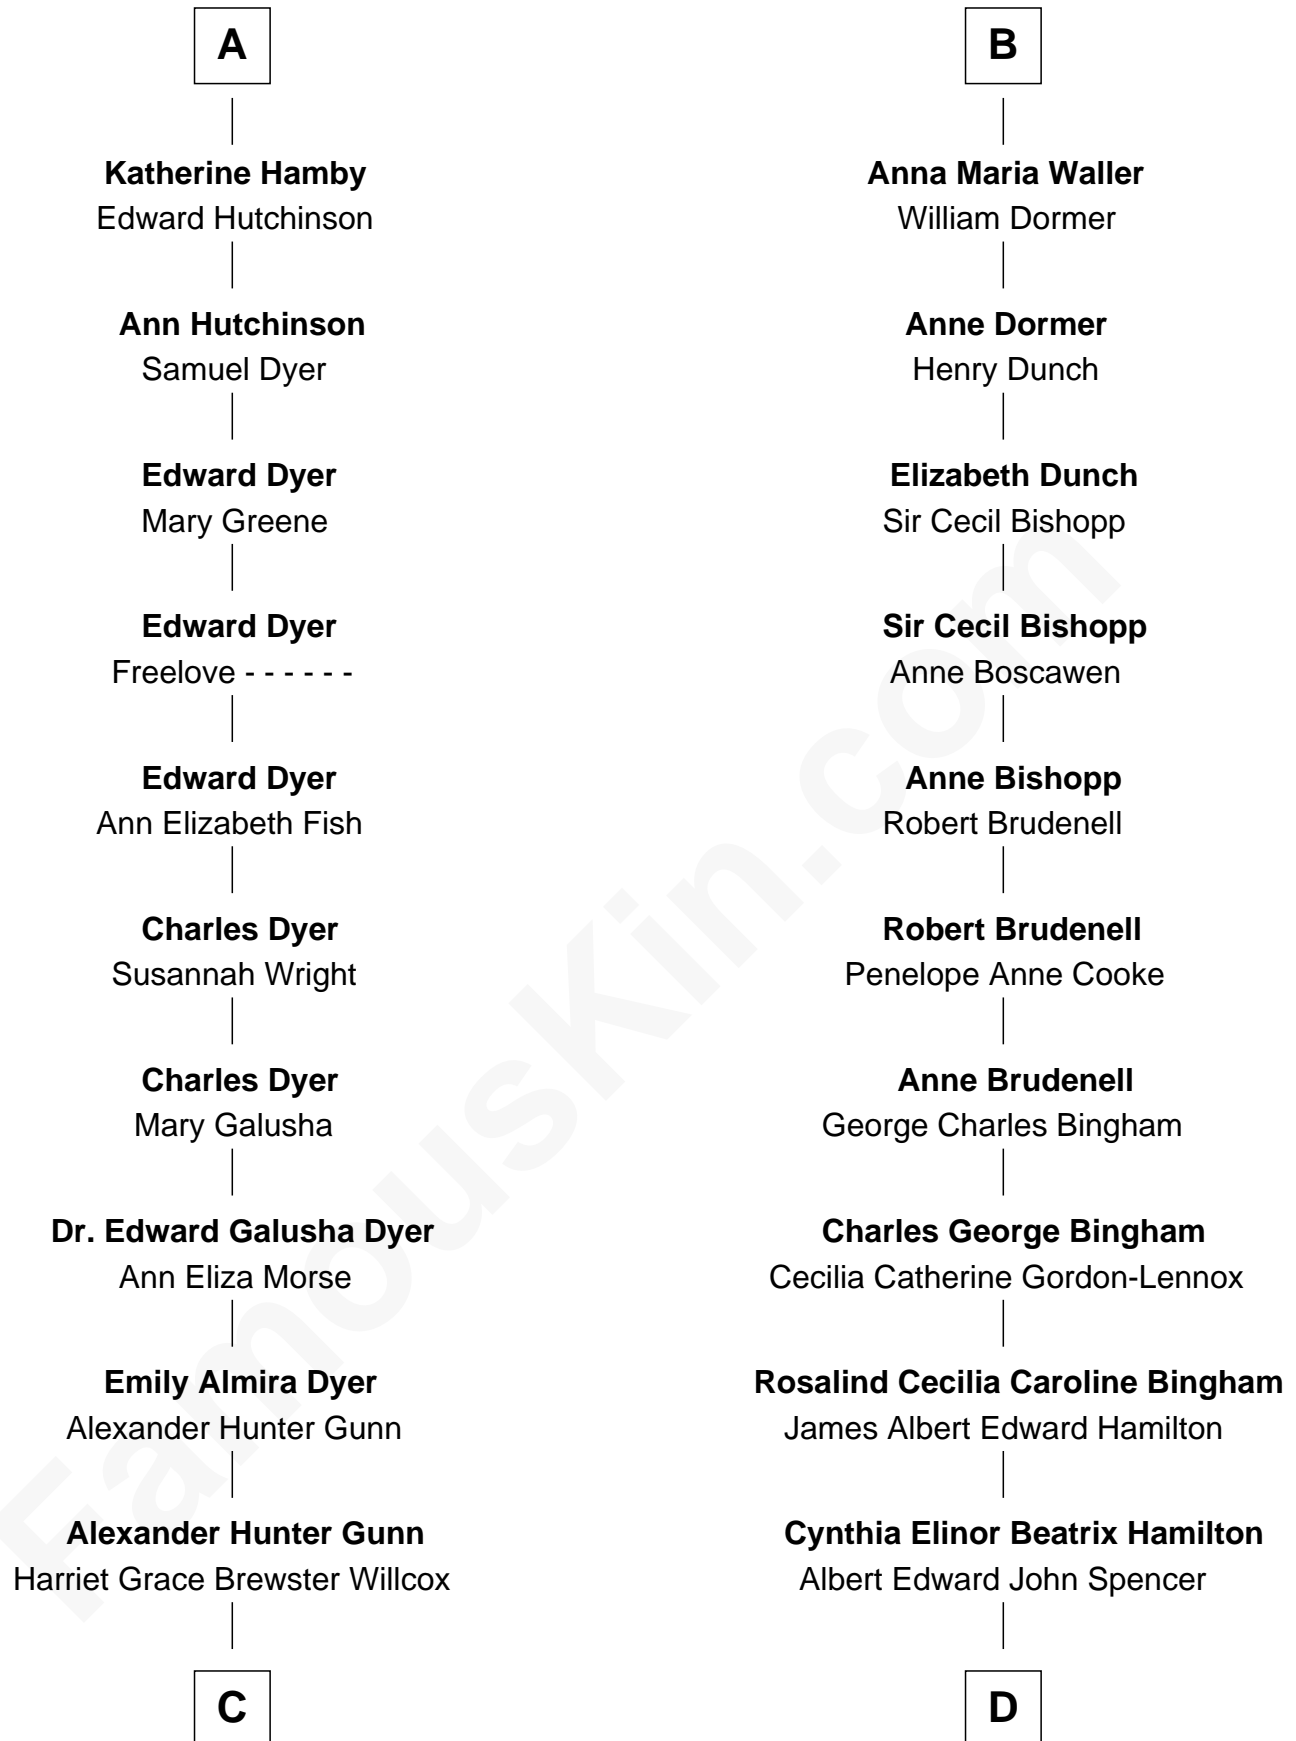 A
Katherine Hamby
Edward Hutchinson
Ann Hutchinson
Samuel Dyer
Edward Dyer
Mary Greene
Edward Dyer
Freelove - - - - - -
Edward Dyer
Ann Elizabeth Fish
Charles Dyer
Susannah Wright
Charles Dyer
Mary Galusha
Dr. Edward Galusha Dyer
Ann Eliza Morse
Emily Almira Dyer
Alexander Hunter Gunn
Alexander Hunter Gunn
Harriet Grace Brewster Willcox
C
B
Anna Maria Waller
William Dormer
Anne Dormer
Henry Dunch
Elizabeth Dunch
Sir Cecil Bishopp
Sir Cecil Bishopp
Anne Boscawen
Anne Bishopp
Robert Brudenell
Robert Brudenell
Penelope Anne Cooke
Anne Brudenell
George Charles Bingham
Charles George Bingham
Cecilia Catherine Gordon-Lennox
Rosalind Cecilia Caroline Bingham
James Albert Edward Hamilton
Cynthia Elinor Beatrix Hamilton
Albert Edward John Spencer
D
FamousKin.com